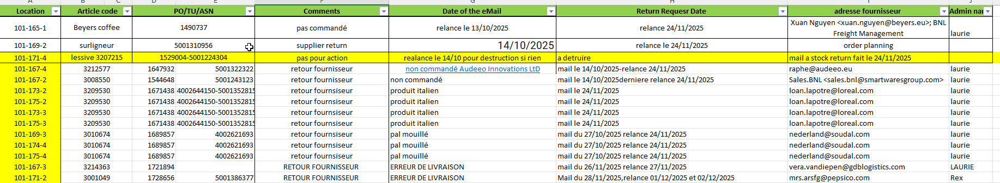 Location Article code PO/TU/ASN Comments Date of the eMail Return Requesr Date adresse fournisseur Admin nar
101-165-1 Beyers coffee 1490737 pas commandé relance le 13/10/2025 relance 24/11/2025 Xuan Nguyen <xuan.nguyen@beyers.eu>; BNL
Freight Management laurie
101-169-2 surligneur 5001310956 supplier return 14/10/2025 relance le 24/11/2025 order planning
101-171-4 lessive 3207215 1529004-5001224304 pas pour action realance le 14/10 pour destruction si rien a detruire mail a stock return fait le 24/11/2025
101-167-4 3212577 1647932 5001322322 retour fournisseur non commandé Audeeo Innovations LtD mail le 14/10/2025-relance 24/11/2025 raphe@audeeo.eu laurie
101-167-2 3008550 1544648 5001243123 retour fournisseur non commandé mail le 14/10/2025derniere relance 24/11/2025 Sales.BNL <sales.bnl@smartwaresgroup.com> laurie
101-173-2 3209530 1671438 4002644150-5001352815 retour fournsiseur produit italien mail le 24/11/2025 loan.lapotre@loreal.com laurie
101-175-2 3209530 1671438 4002644150-5001352815 retour fournsiseur produit italien mail le 24/11/2025 loan.lapotre@loreal.com laurie
101-173-3 3209530 1671438 4002644150-5001352815 retour fournsiseur produit italien mail le 24/11/2025 loan.lapotre@loreal.com laurie
101-175-3 3209530 1671438 4002644150-5001352815 retour fournsiseur produit italien mail le 24/11/2025 loan.lapotre@loreal.com laurie
101-169-3 3010674 1689857 4002621693 retour fournsiseur pal mouillé mail du 27/10/2025 relance 24/11/2025 nederland@soudal.com laurie
101-174-4 3010674 1689857 4002621693 retour fournsiseur pal mouillé mail du 27/10/2025 relance 24/11/2025 nederland@soudal.com laurie
101-175-4 3010674 1689857 4002621693 retour fournsiseur pal mouillé mail du 27/10/2025 relance 24/11/2025 nederland@soudal.com laurie
101-167-3 3214363 1721894 RETOUR FOURNISSEUR ERREUR DE LIVRAISON mail du 26/11/2025 relance 27/11/2025 vera.vandiepen@gdblogistics.com LAURIE
101-171-2 3001049 1728656 5001386377 RETOUR FOURNISSEUR ERREUR DE LIVRAISON Mail du 28/11/2025,relance 01/12/2025 et 02/12/2025 mrs.arsfg@pepsico.com Rex